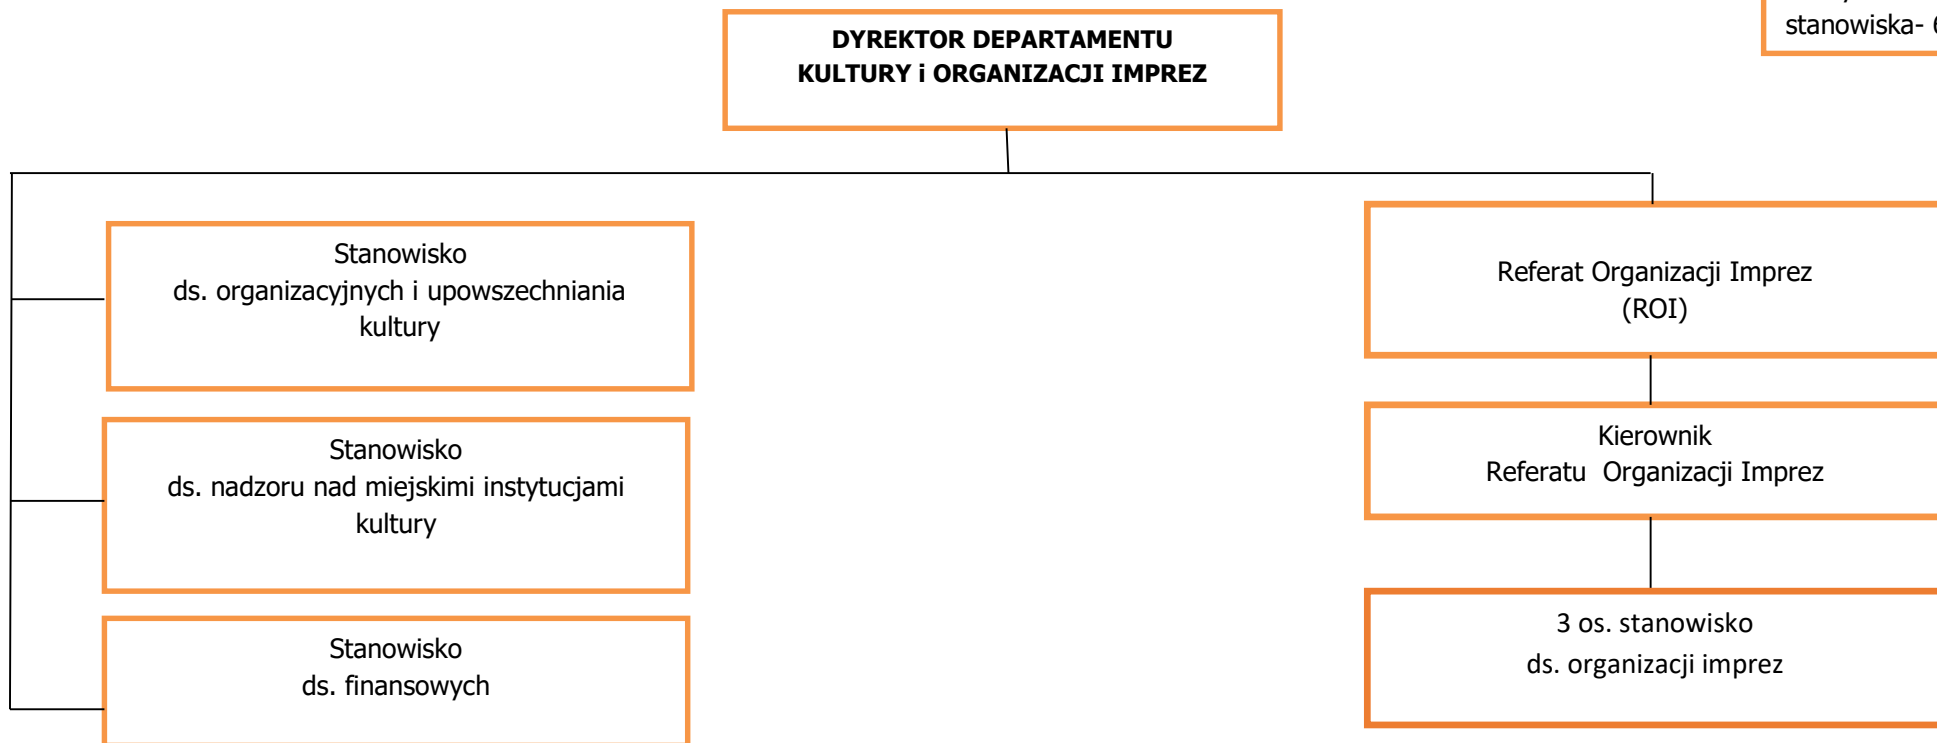 stanowiska-
DYREKTOR DEPARTAMENTU
KULTURY i ORGANIZACJI IMPREZ
Stanowisko
ds. organizacyjnych i upowszechniania
kultury
Stanowisko
ds. nadzoru nad miejskimi instytucjami
kultury
Stanowisko
ds. finansowych
Referat Organizacji Imprez
(ROI)
Kierownik
Referatu  Organizacji Imprez
3 os. stanowisko
ds. organizacji imprez